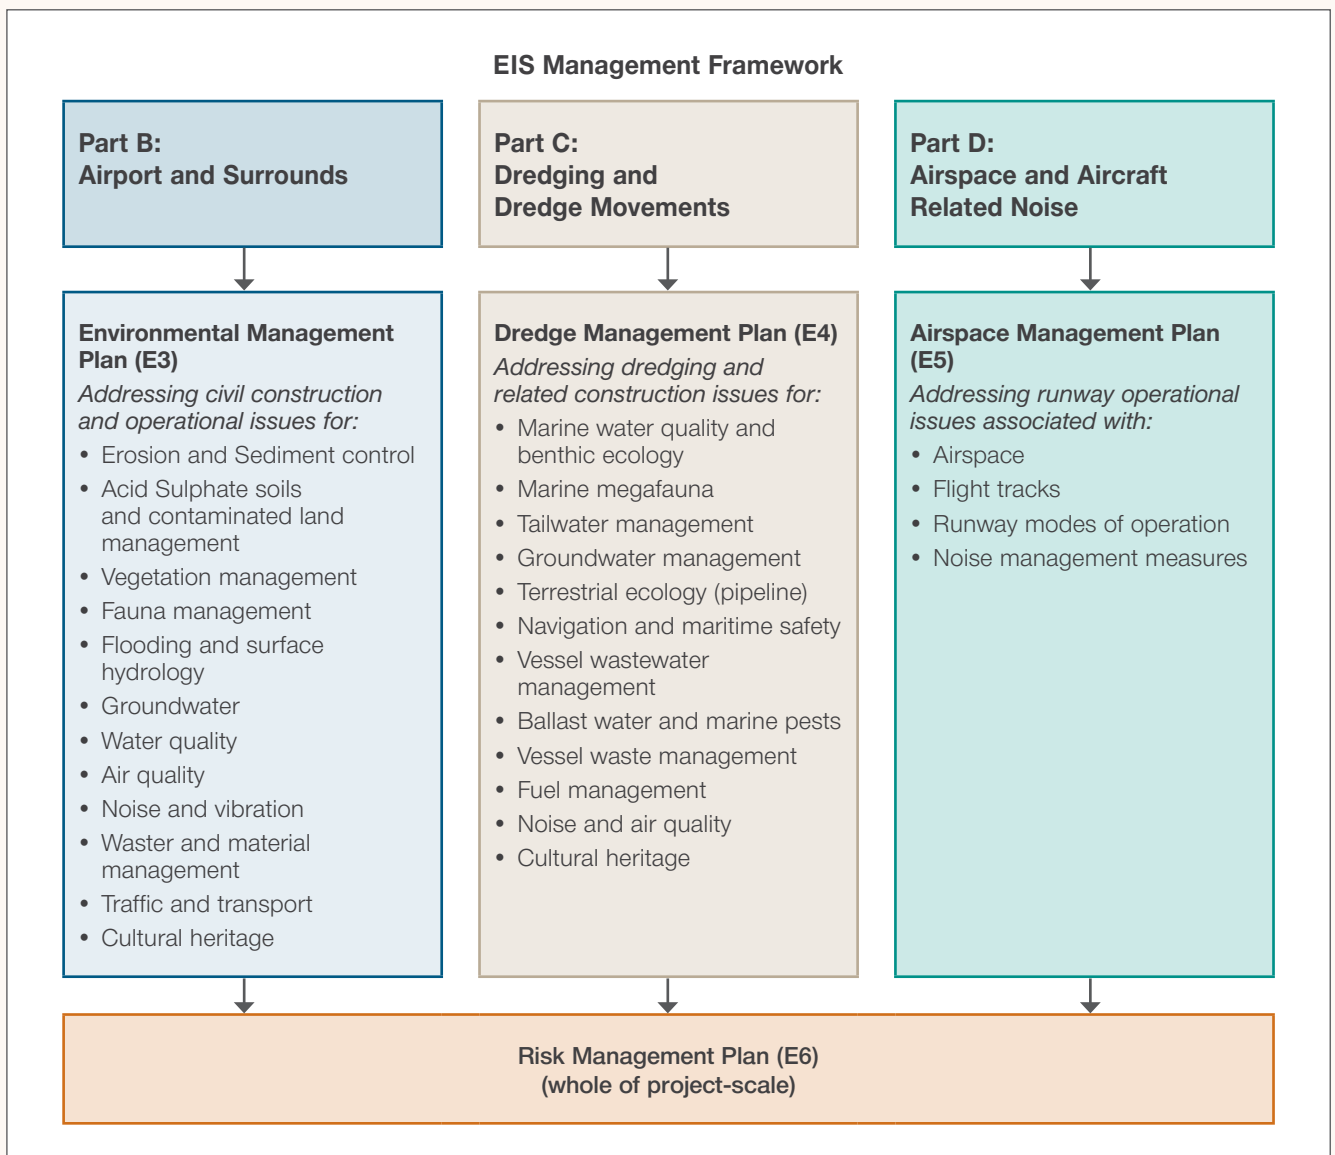 EIS Management Framework
Part B:
Airport and Surrounds
Part C:
Dredging and
Dredge Movements
Part D:
Airspace and Aircraft
Related Noise
Environmental Management
Plan (E3)
Addressing civil construction
and operational issues for:
• Erosion and Sediment control
• Acid Sulphate soils
and contaminated land
management
• Vegetation management
• Fauna management
• Flooding and surface
hydrology
• Groundwater
• Water quality
• Air quality
• Noise and vibration
• Waster and material
management
• Traffic and transport
• Cultural heritage
Dredge Management Plan (E4)
Addressing dredging and
related construction issues for:
• Marine water quality and
benthic ecology
• Marine megafauna
• Tailwater management
• Groundwater management
• Terrestrial ecology (pipeline)
• Navigation and maritime safety
• Vessel wastewater
management
• Ballast water and marine pests
• Vessel waste management
• Fuel management
• Noise and air quality
• Cultural heritage
Airspace Management Plan
(E5)
Addressing runway operational
issues associated with:
• Airspace
• Flight tracks
• Runway modes of operation
• Noise management measures
Risk Management Plan (E6)
(whole of project-scale)